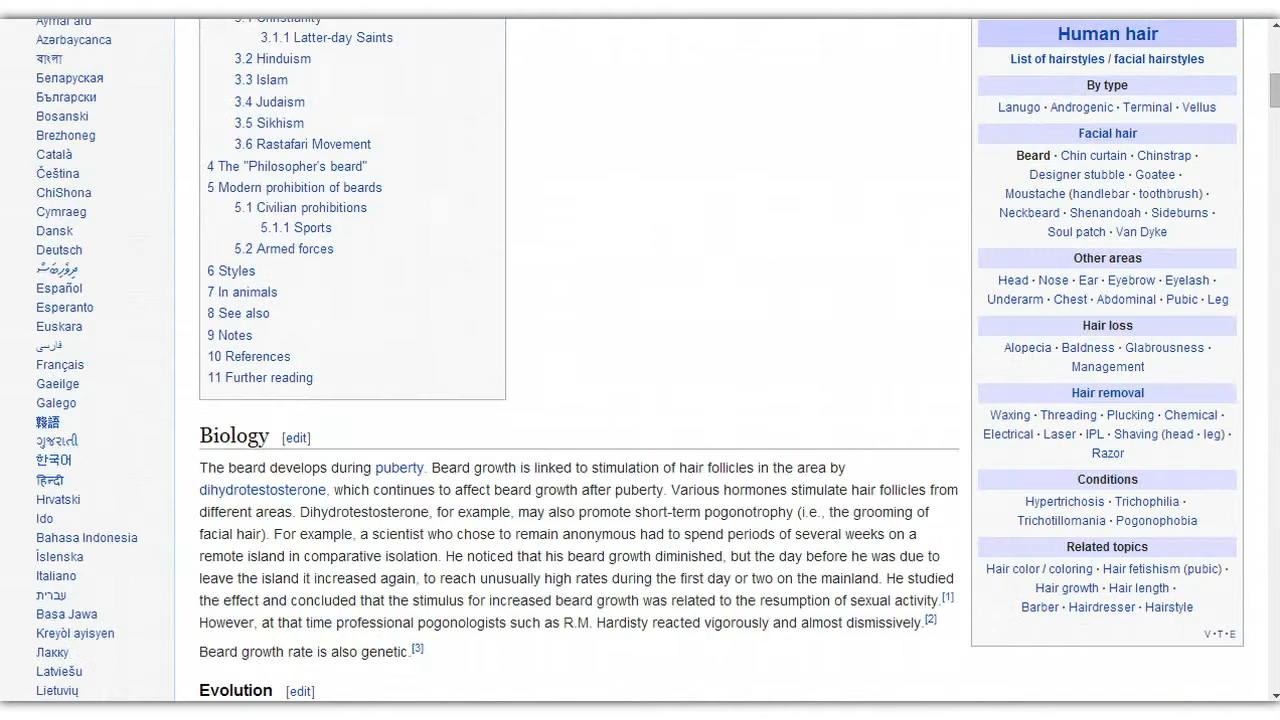 Aymar aru
Azərbaycanca
বাংলা
Беларуская
Български
Bosanski
Brezhoneg
Català
Čeština
ChiShona
Cymraeg
Dansk
Deutsch
ދިވެހިބަސް
Español
Esperanto
Euskara
فارسی
Français
Gaeilge
Galego
贛語
ગુજરાતી
한국어
हिन्दी
Hrvatski
Ido
Bahasa Indonesia
Íslenska
Italiano
עברית
Basa Jawa
Kreyòl ayisyen
Лакку
Latviešu
Lietuvių
3.1 Christianity
3.1.1 Latter-day Saints
3.2 Hinduism
3.3 Islam
3.4 Judaism
3.5 Sikhism
3.6 Rastafari Movement
4 The "Philosopher's beard"
5 Modern prohibition of beards
5.1 Civilian prohibitions
5.1.1 Sports
5.2 Armed forces
6 Styles
7 In animals
8 See also
9 Notes
10 References
11 Further reading
Biology [edit]
The beard develops during puberty. Beard growth is linked to stimulation of hair follicles in the area by
dihydrotestosterone, which continues to affect beard growth after puberty. Various hormones stimulate hair follicles from
different areas. Dihydrotestosterone, for example, may also promote short-term pogonotrophy (i.e., the grooming of
facial hair). For example, a scientist who chose to remain anonymous had to spend periods of several weeks on a
remote island in comparative isolation. He noticed that his beard growth diminished, but the day before he was due to
leave the island it increased again, to reach unusually high rates during the first day or two on the mainland. He studied
the effect and concluded that the stimulus for increased beard growth was related to the resumption of sexual activity.[1]
However, at that time professional pogonologists such as R.M. Hardisty reacted vigorously and almost dismissively.[2]
Beard growth rate is also genetic.[3]
Evolution [edit]
Human hair
List of hairstyles / facial hairstyles
By type
Lanugo · Androgenic · Terminal · Vellus
Facial hair
Beard · Chin curtain · Chinstrap ·
Designer stubble · Goatee ·
Moustache (handlebar · toothbrush) ·
Neckbeard · Shenandoah · Sideburns ·
Soul patch · Van Dyke
Other areas
Head · Nose · Ear · Eyebrow · Eyelash ·
Underarm · Chest · Abdominal · Pubic · Leg
Hair loss
Alopecia · Baldness · Glabrousness ·
Management
Hair removal
Waxing · Threading · Plucking · Chemical ·
Electrical · Laser · IPL · Shaving (head · leg) ·
Razor
Conditions
Hypertrichosis · Trichophilia ·
Trichotillomania · Pogonophobia
Related topics
Hair color / coloring · Hair fetishism (pubic) ·
Hair growth · Hair length ·
Barber · Hairdresser · Hairstyle
V · T · E